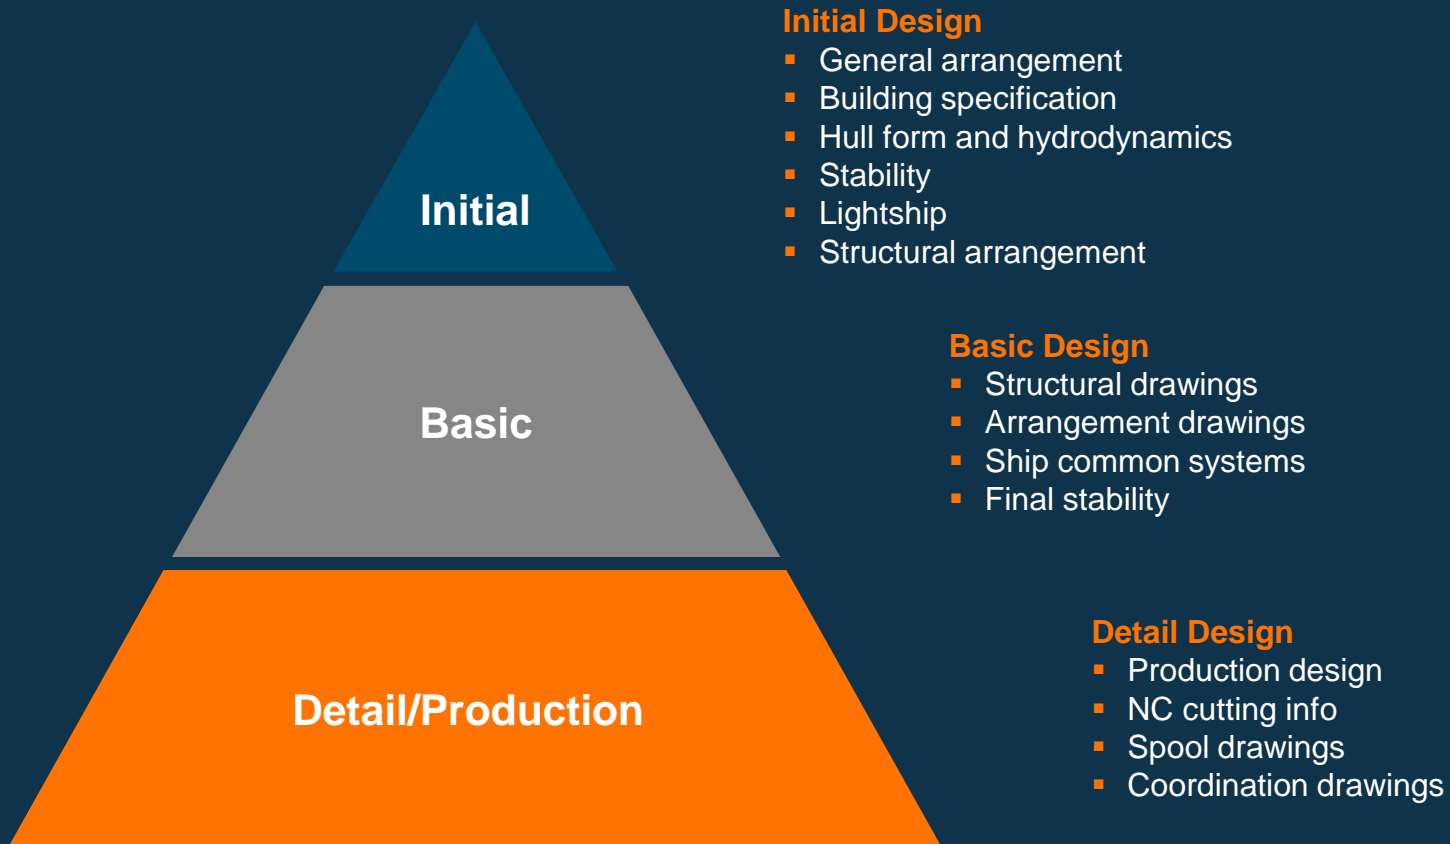 Initial Design
▪ General arrangement
▪ Building specification
▪ Hull form and hydrodynamics
▪ Stability
▪ Lightship
▪ Structural arrangement
Initial
Basic Design
▪ Structural drawings
▪ Arrangement drawings
▪ Ship common systems
▪ Final stability
Basic
Detail Design
▪ Production design
▪ NC cutting info
▪ Spool drawings
▪ Coordination drawings
Detail/Production